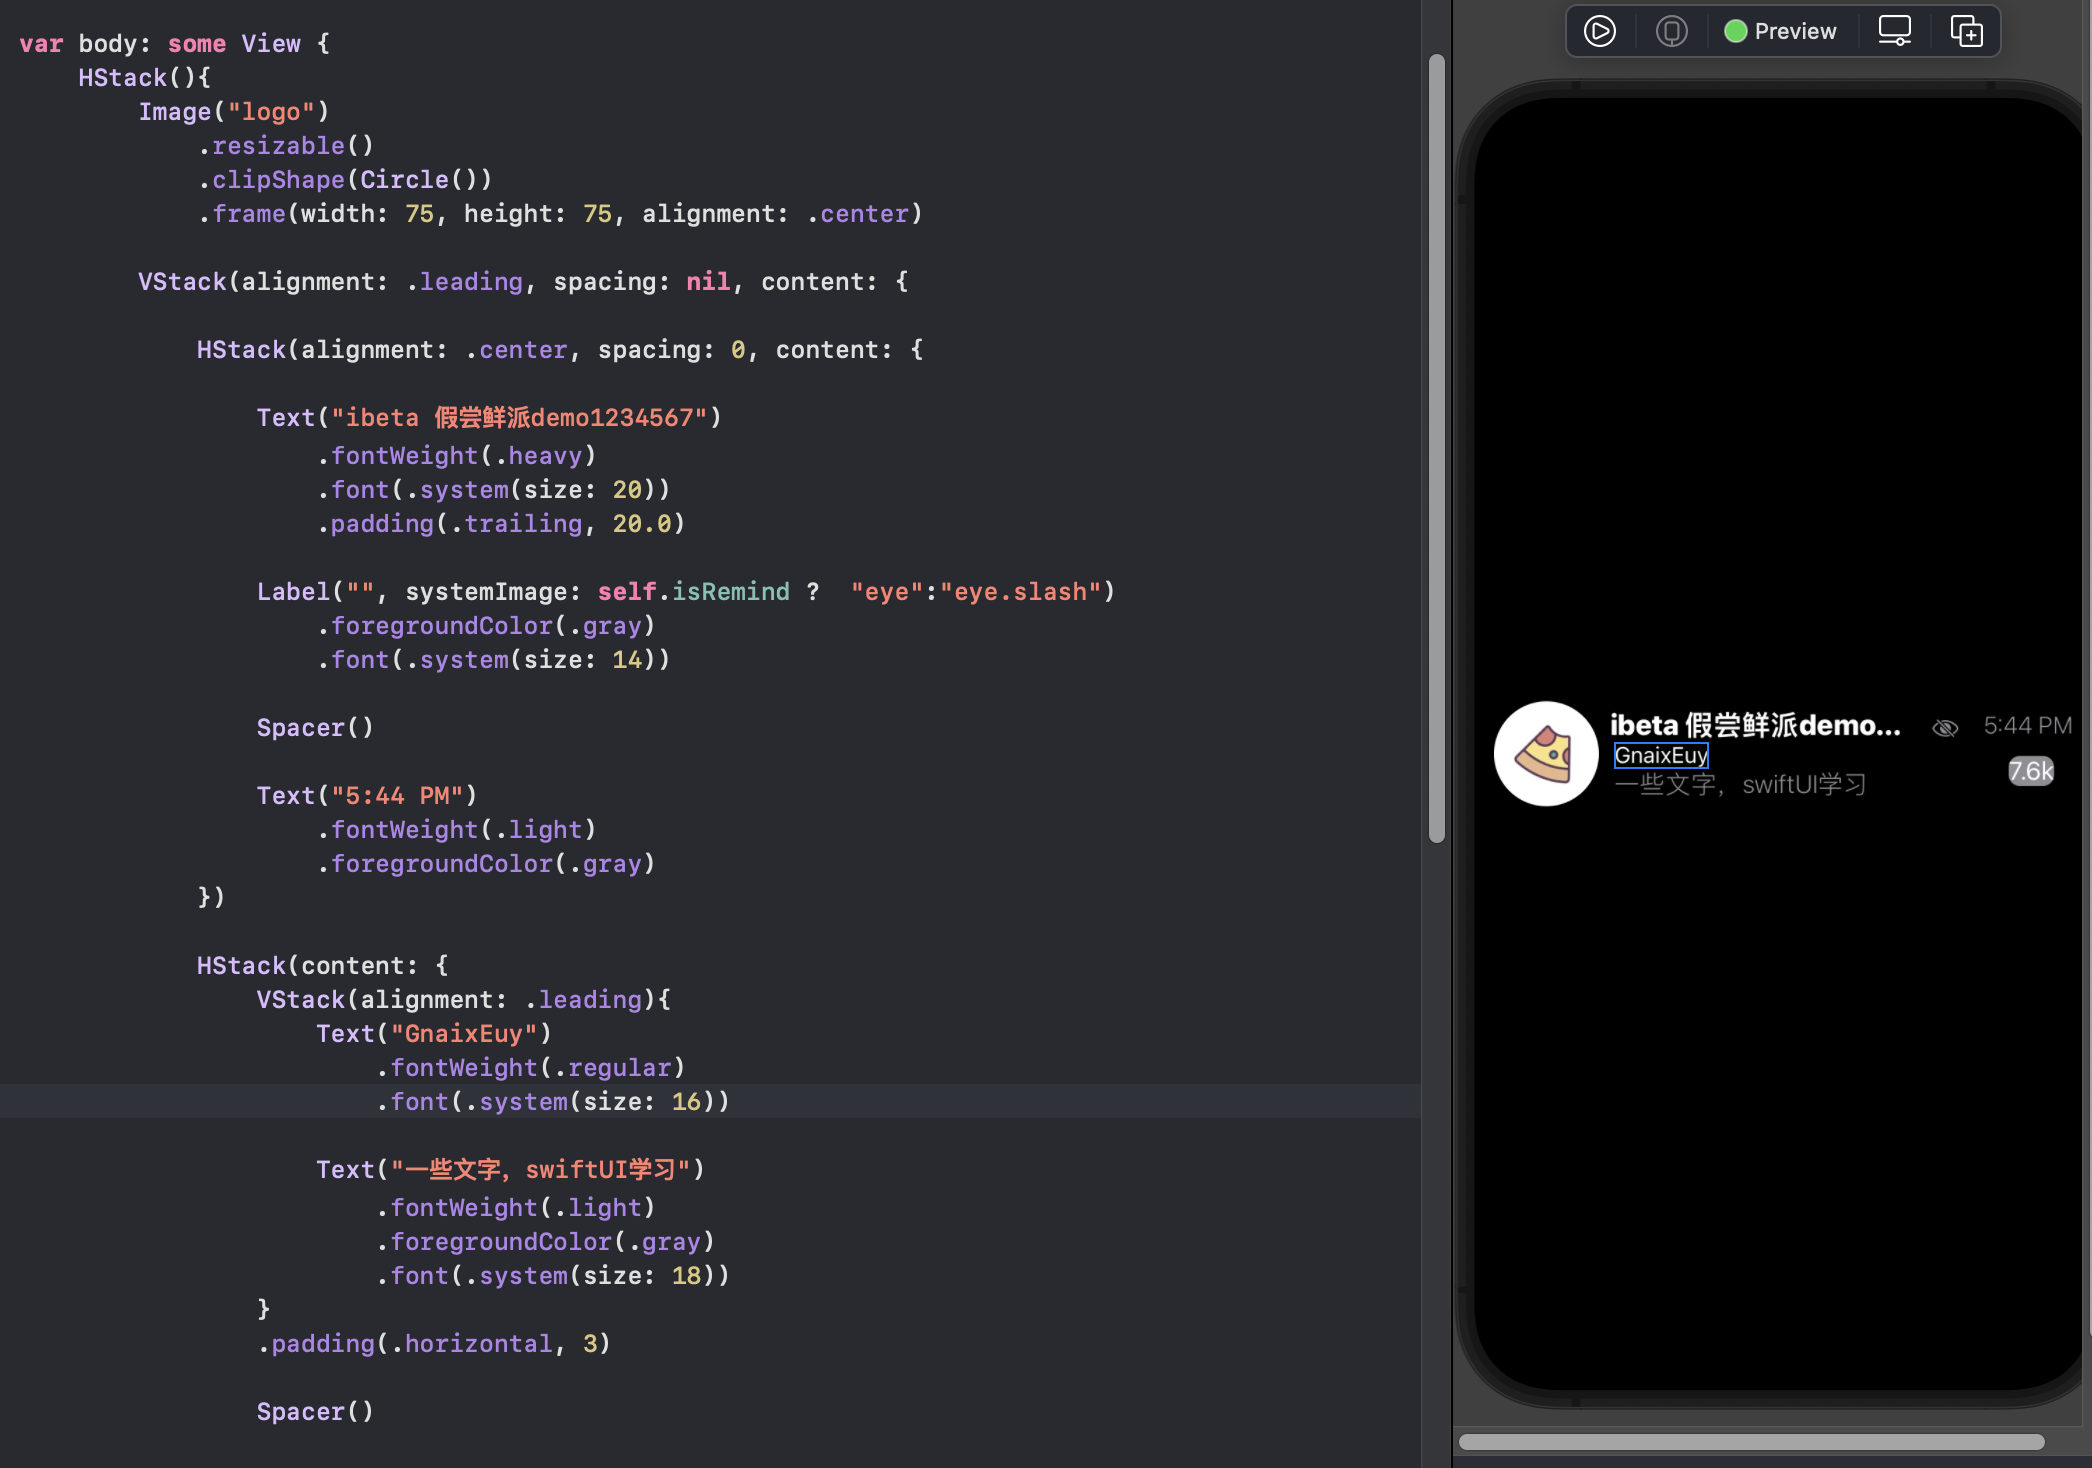 var body: some View {
HStack(){
Image("logo")
.resizable()
.clipShape(Circle())
.frame(width: 75, height: 75, alignment: .center)
VStack(alignment: .leading, spacing: nil, content: {
HStack(alignment: .center, spacing: 0, content: {
Text("ibeta 假尝鲜派demo1234567")
.fontWeight(.heavy)
.font(.system(size: 20))
.padding(.trailing, 20.0)
Label("", systemImage: self.isRemind ?  "eye":"eye.slash")
.foregroundColor(.gray)
.font(.system(size: 14))
Spacer()
Text("5:44 PM")
.fontWeight(.light)
.foregroundColor(.gray)
})
HStack(content: {
VStack(alignment: .leading){
Text("GnaixEuy")
.fontWeight(.regular)
.font(.system(size: 16))
Text("一些文字，swiftUI学习")
.fontWeight(.light)
.foregroundColor(.gray)
.font(.system(size: 18))
}
.padding(.horizontal, 3)
Spacer()
Preview
ibeta 假尝鲜派demo...
5:44 PM
GnaixEuy
7.6k
一些文字，swiftUI学习